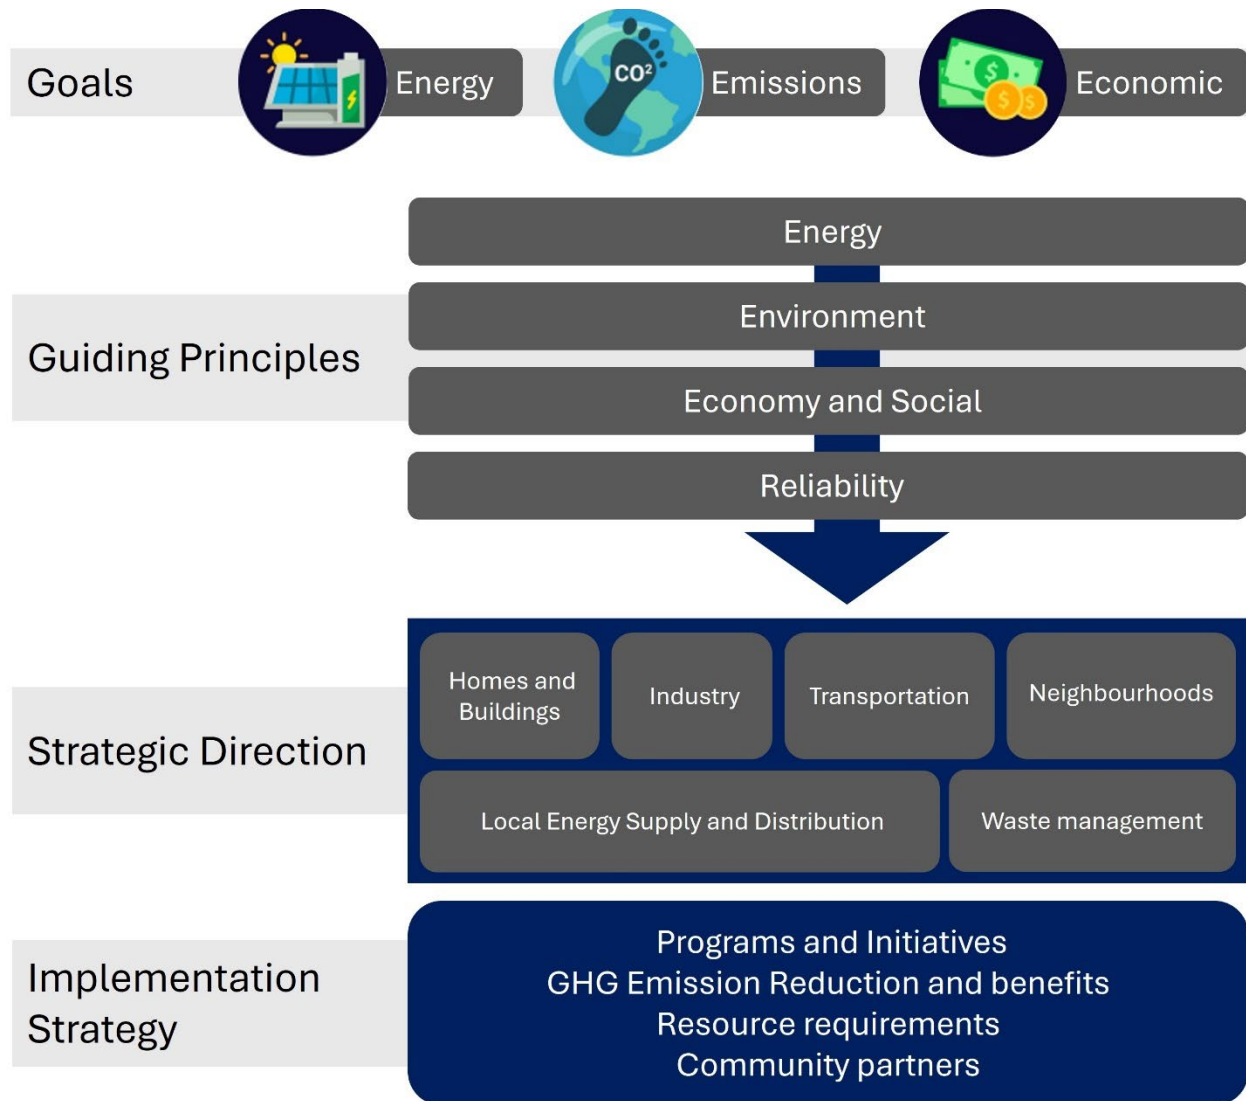 Goals
Energy
CO²
Emissions
$
$
$
Economic
Energy
Environment
Guiding Principles
Economy and Social
Reliability
Strategic Direction
Homes and
Buildings
Industry
Transportation
Neighbourhoods
Local Energy Supply and Distribution
Waste management
Implementation
Strategy
Programs and Initiatives
GHG Emission Reduction and benefits
Resource requirements
Community partners